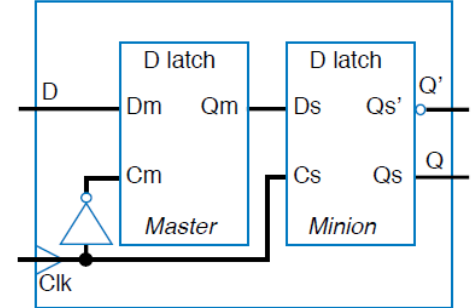 D latch
D latch
D
Q’
Dm
Qm
Ds
Qs’
Q
Cm
Cs
Qs
Master
Minion
Clk